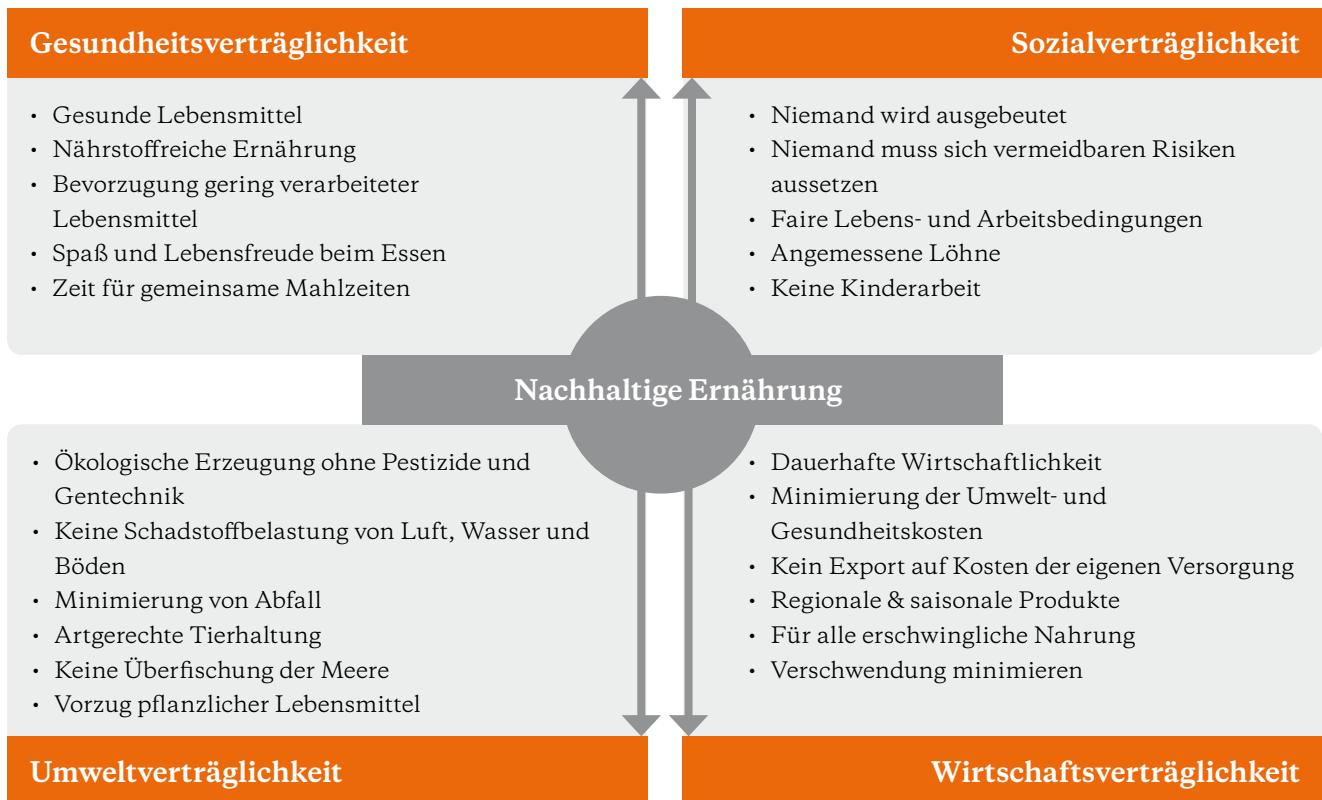 Gesundheitsverträglichkeit
• Gesunde Lebensmittel
• Nährstoffreiche Ernährung
• Bevorzugung gering verarbeiteter
Lebensmittel
• Spaß und Lebensfreude beim Essen
• Zeit für gemeinsame Mahlzeiten
Sozialverträglichkeit
• Niemand wird ausgebeutet
• Niemand muss sich vermeidbaren Risiken
aussetzen
• Faire Lebens- und Arbeitsbedingungen
• Angemessene Löhne
• Keine Kinderarbeit
Nachhaltige Ernährung
• Ökologische Erzeugung ohne Pestizide und
Gentechnik
• Keine Schadstoffbelastung von Luft, Wasser und
Böden
• Minimierung von Abfall
• Artgerechte Tierhaltung
• Keine Überfischung der Meere
• Vorzug pflanzlicher Lebensmittel
Umweltverträglichkeit
• Dauerhafte Wirtschaftlichkeit
• Minimierung der Umwelt- und
Gesundheitskosten
• Kein Export auf Kosten der eigenen Versorgung
• Regionale & saisonale Produkte
• Für alle erschwingliche Nahrung
• Verschwendung minimieren
Wirtschaftsverträglichkeit